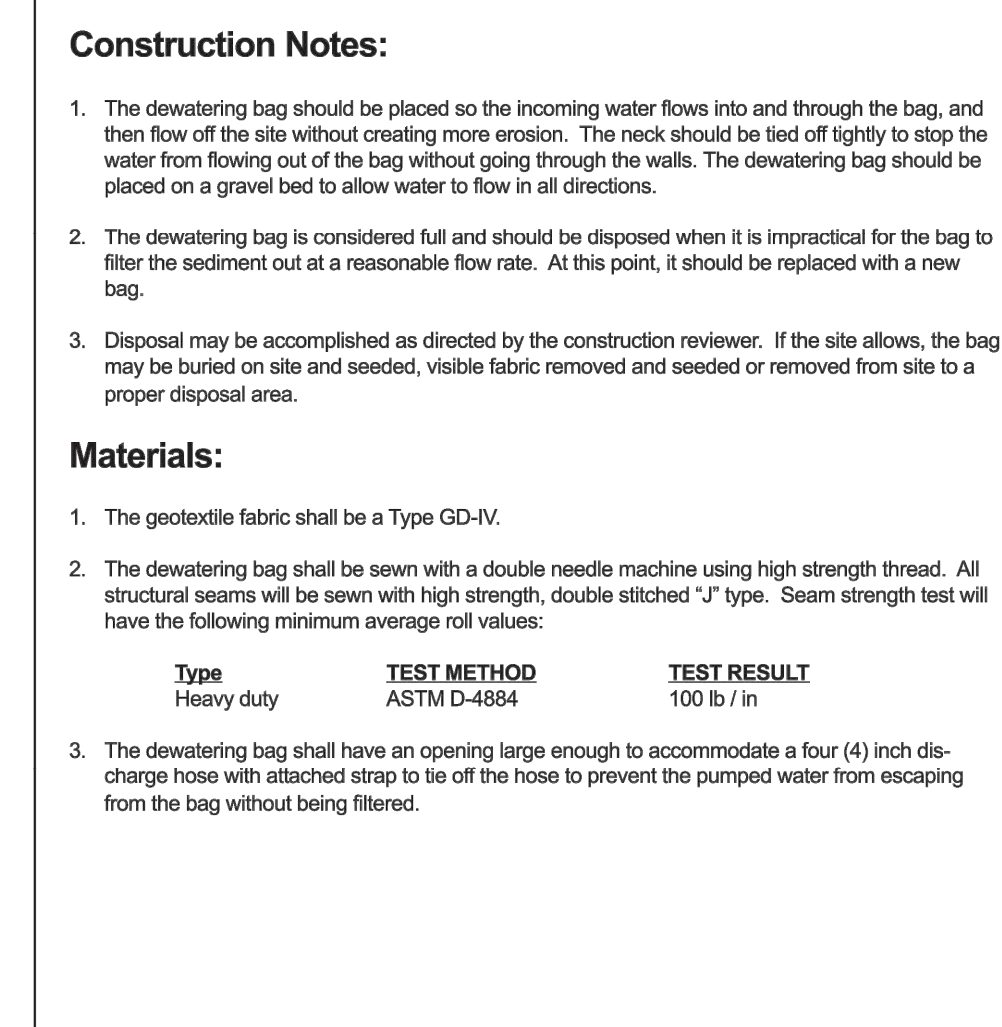 Construction Notes:
1. The dewatering bag should be placed so the incoming water flows into and through the bag, and
then flow off the site without creating more erosion. The neck should be tied off tightly to stop the
water from flowing out of the bag without going through the walls. The dewatering bag should be
placed on a gravel bed to allow water to flow in all directions.
2. The dewatering bag is considered full and should be disposed when it is impractical for the bag to
filter the sediment out at a reasonable flow rate. At this point, it should be replaced with a new
bag.
3. Disposal may be accomplished as directed by the construction reviewer. If the site allows, the bag
may be buried on site and seeded, visible fabric removed and seeded or removed from site to a
proper disposal area.
Materials:
1. The geotextile fabric shall be a Type GD-IV.
2. The dewatering bag shall be sewn with a double needle machine using high strength thread. All
structural seams will be sewn with high strength, double stitched “J” type. Seam strength test will
have the following minimum average roll values:
Type TEST METHOD TEST RESULT
Heavy duty ASTM D-4884 100 lb / in
3. The dewatering bag shall have an opening large enough to accommodate a four (4) inch dis-
charge hose with attached strap to tie off the hose to prevent the pumped water from escaping
from the bag without being filtered.